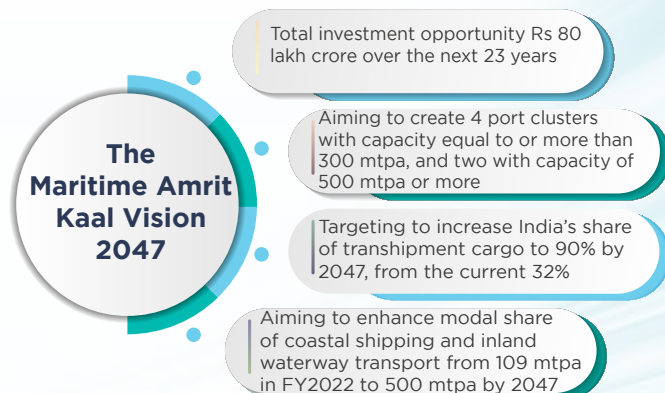 The
Maritime Amrit
Kaal Vision
2047
Total investment opportunity Rs 80
lakh crore over the next 23 years
Aiming to create 4 port clusters
with capacity equal to or more than
300 mtpa, and two with capacity of
500 mtpa or more
Targeting to increase India’s share
of transhipment cargo to 90% by
2047, from the current 32%
Aiming to enhance modal share
of coastal shipping and inland
waterway transport from 109 mtpa
in FY2022 to 500 mtpa by 2047